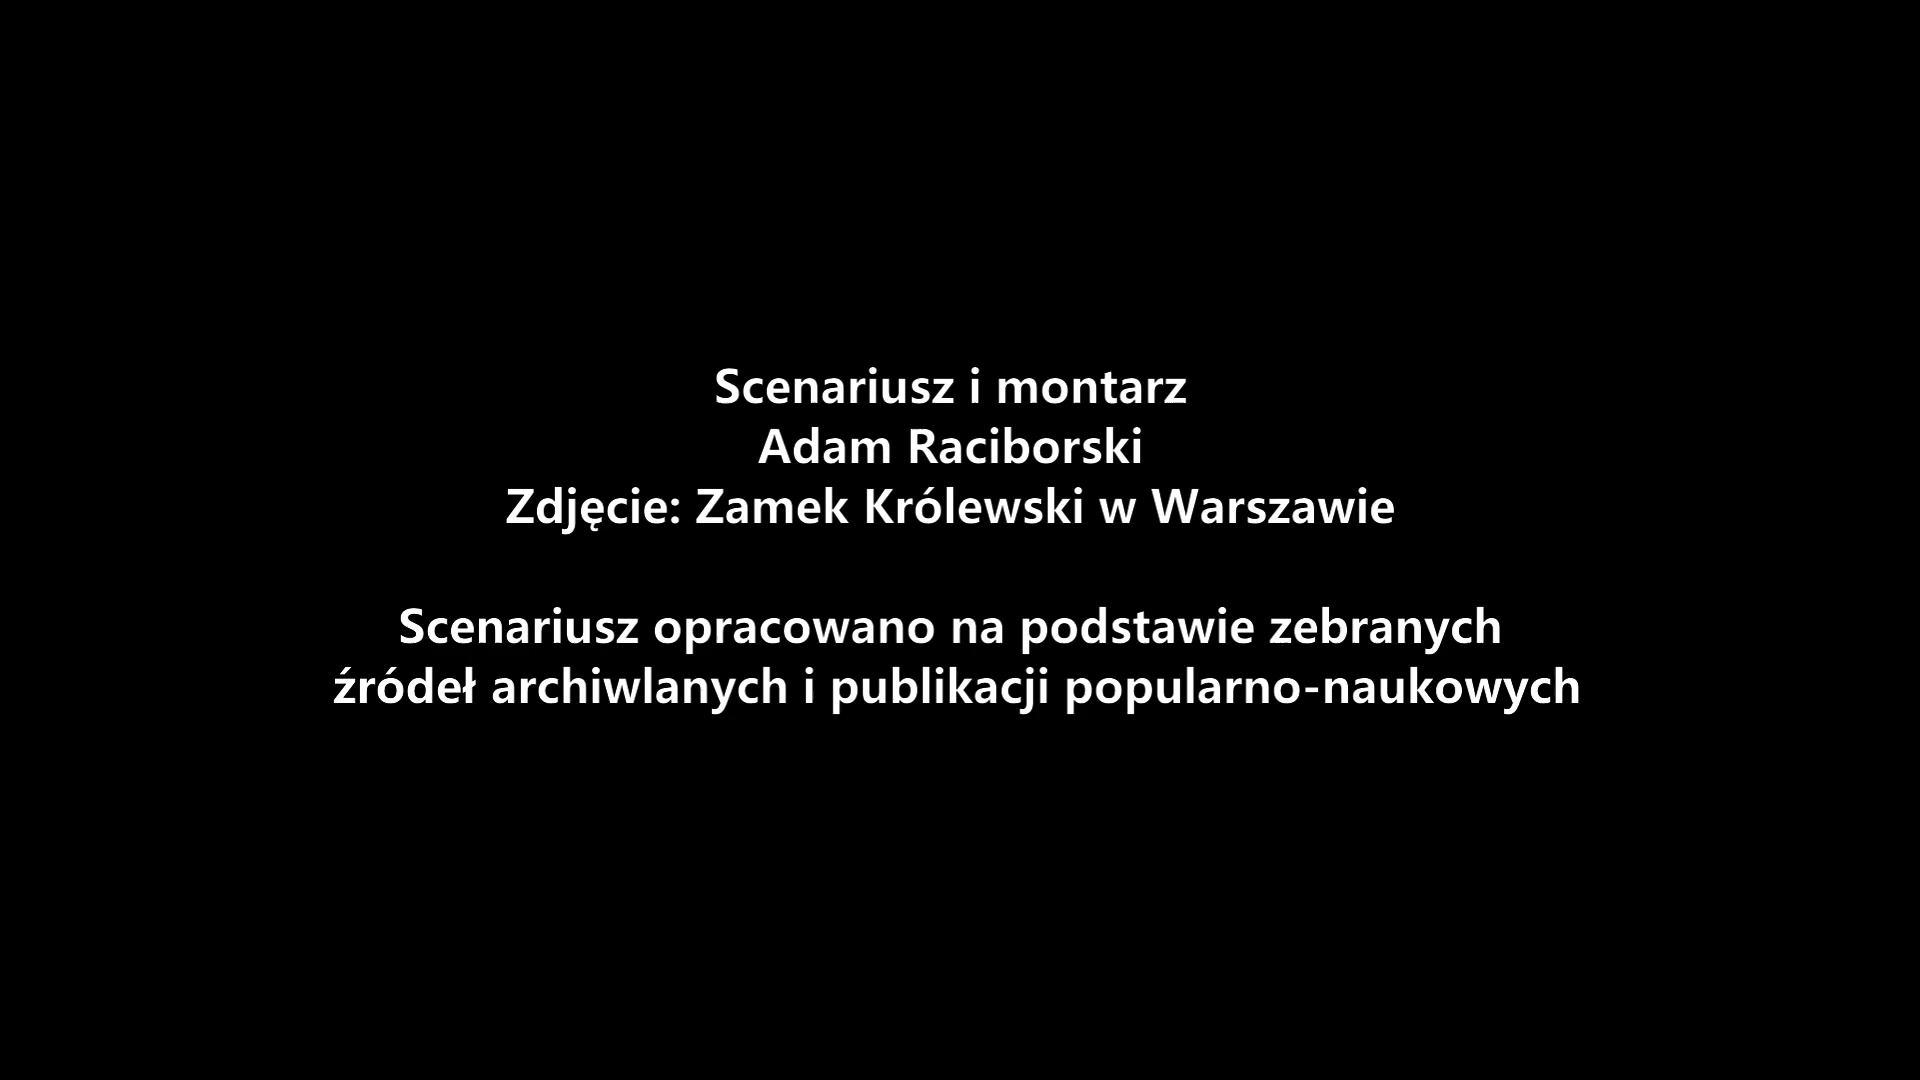 Scenariusz i montarz
Adam Raciborski
Zdjęcie: Zamek Królewski w Warszawie
Scenariusz opracowano na podstawie zebranych
źródeł archiwlanych i publikacji popularno-naukowych